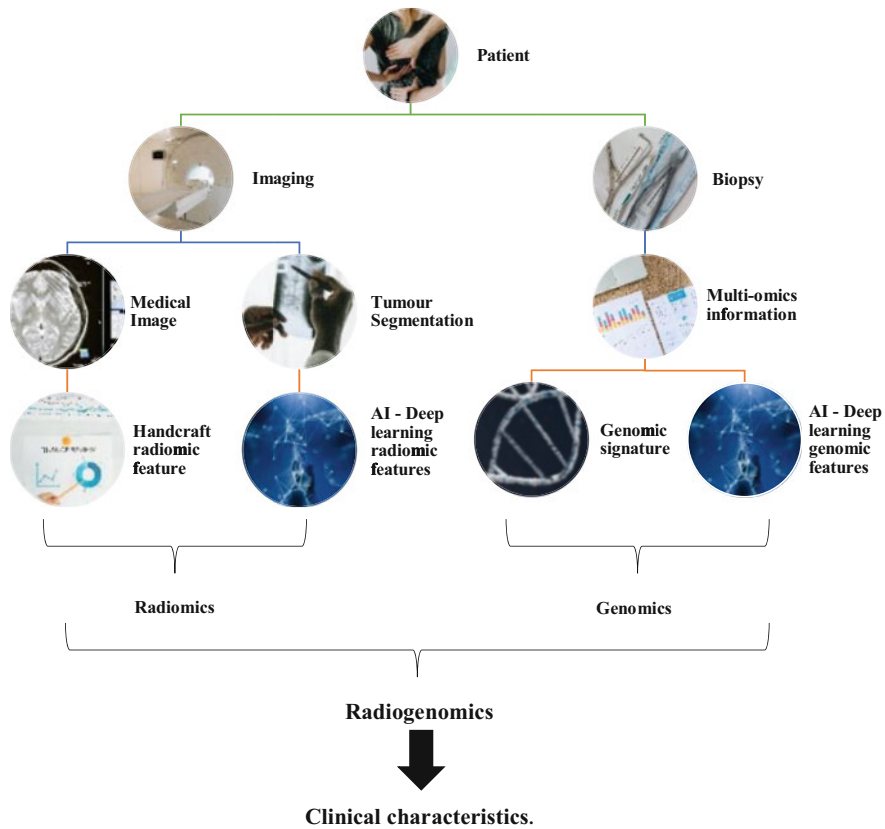 Patient
Imaging
Biopsy
Medical
Image
Tumour
Segmentation
Multi-omics
information
Handcraft
radiomic
feature
AI - Deep
learning
radiomic
features
Genomic
signature
AI - Deep
learning
genomic
features
Radiomics
Genomics
Radiogenomics
Clinical characteristics.